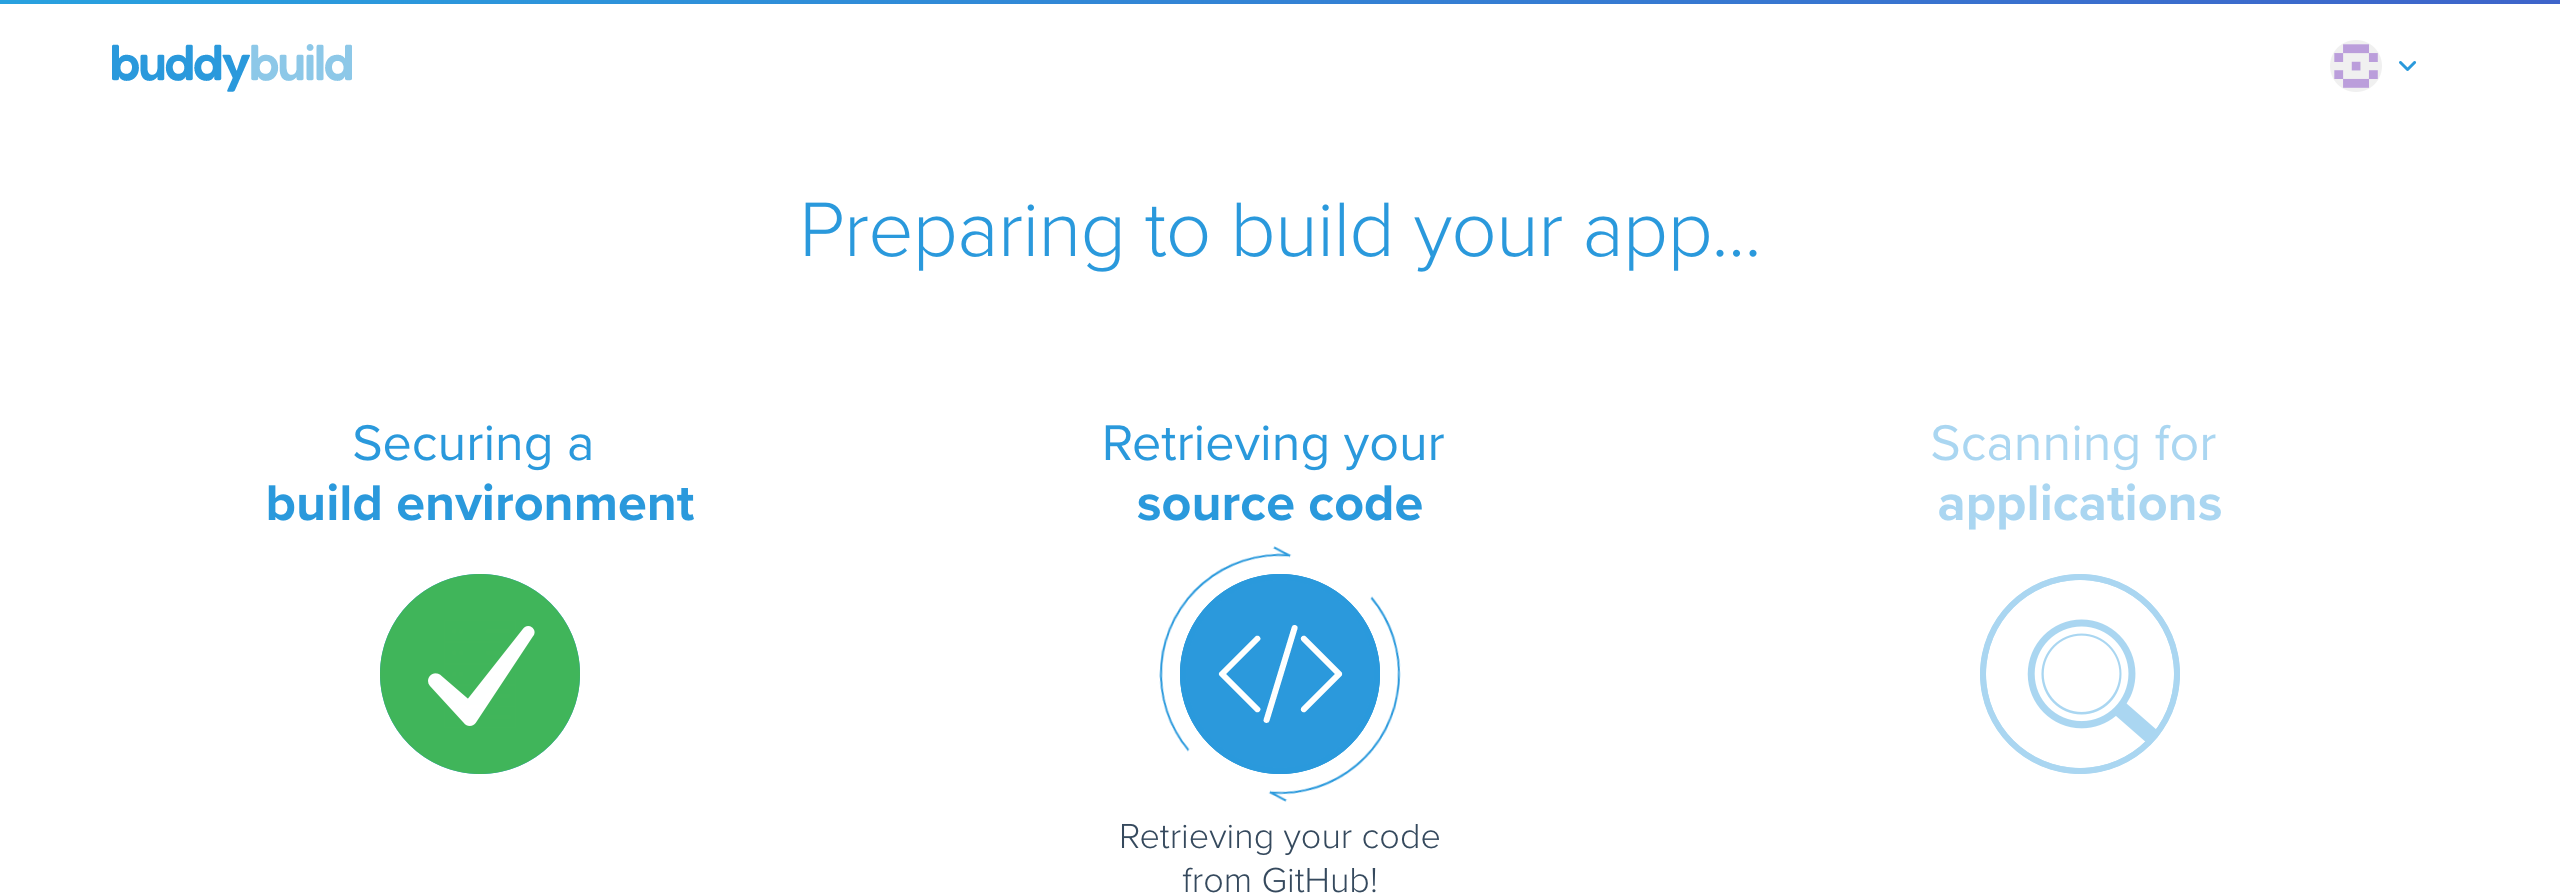 buddybuild
Preparing to build your app...
Securing a
build environment
Retrieving your
source code
Scanning for
applications
Retrieving your code
from GitHub!